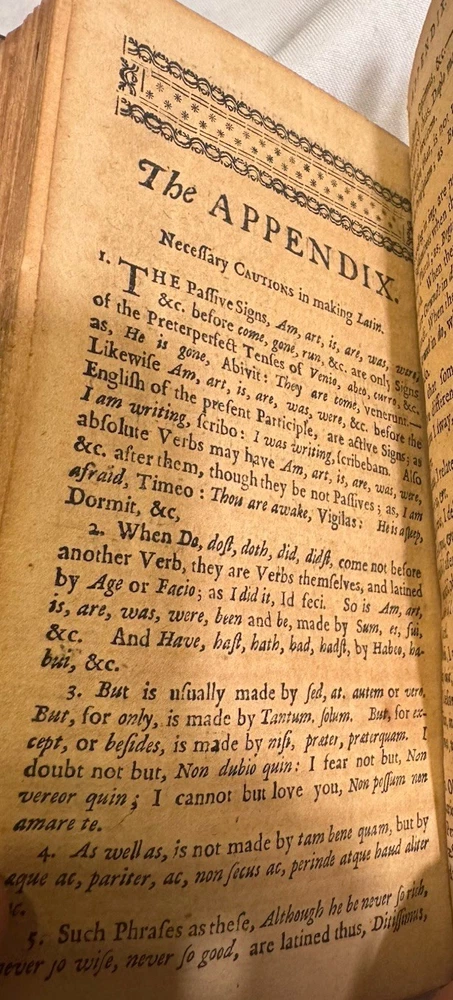 The APPENDIX.
Neceſſary CAUTIONS in making Latin.
1. THE Paſſive Signs, Am, art, is, are, was, were,
&c. before come, gone, run, &c. are only Signs
of the Preterperfect Tenſes of Venio, abeo, curro, &c.
as, He is gone, Abivit: They are come, venerunt.—
Likewiſe Am, art, is, are, was, were, &c. before the
Engliſh of the preſent Participle, are active Signs; as
I am writing, ſcribo: I was writing, ſcribebam. Alſo
abſolute Verbs may have Am, art, is, are, was, were,
&c. after them, though they be not Paſſives; as, I am
afraid, Timeo: Thou are awake, Vigilas: He is aſleep,
Dormit, &c,
2. When Do, doſt, doth, did, didſt, come not before
another Verb, they are Verbs themſelves, and latined
by Age or Facio; as I did it, Id feci. So is Am, art,
is, are, was, were, been and be, made by Sum, es, fui,
&c. And Have, haſt, hath, had, hadſt, by Habeo, ha-
bui, &c.
3. But is uſually made by ſed, at. autem or vero.
But, for only, is made by Tantum, ſolum. But, for ex-
cept, or beſides, is made by niſi, præter, præterquam. I
doubt not but, Non dubio quin: I fear not but, Non
vereor quin; I cannot but love you, Non poſſum non
amare te.
4. As well as, is not made by tam bene quam, but by
æque ac, pariter, ac, non ſecus ac, perinde atque haud aliter
5. Such Phraſes as theſe, Although he be never ſo rich,
never ſo wiſe, never ſo good, are latined thus, Ditiſſimus,